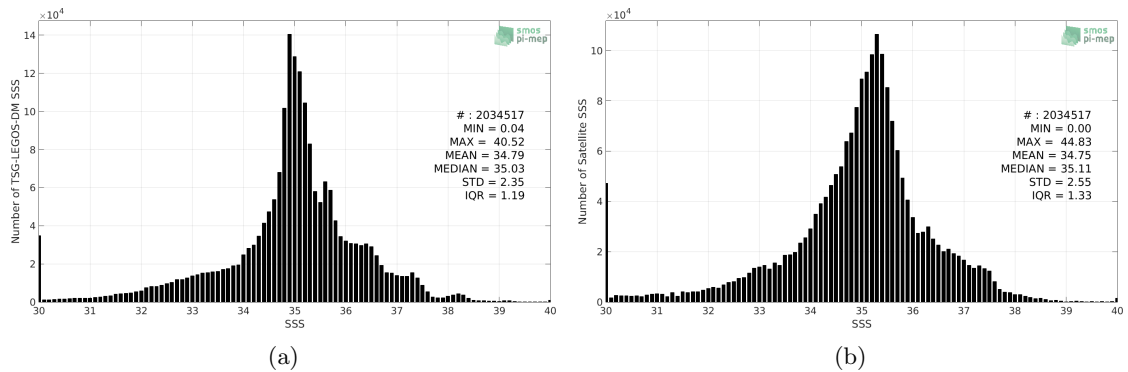 ×10⁴
14
12
10
8
6
4
2
0
Number of TSG-LEGOS-DM SSS
30 31 32 33 34 35 36 37 38 39 40
SSS
smos
pi-mep
# : 2034517
MIN = 0.04
MAX = 40.52
MEAN = 34.79
MEDIAN = 35.03
STD = 2.35
IQR = 1.19
(a)
×10⁴
10
8
6
4
2
0
Number of Satellite SSS
30 31 32 33 34 35 36 37 38 39 40
SSS
smos
pi-mep
# : 2034517
MIN = 0.00
MAX = 44.83
MEAN = 34.75
MEDIAN = 35.11
STD = 2.55
IQR = 1.33
(b)